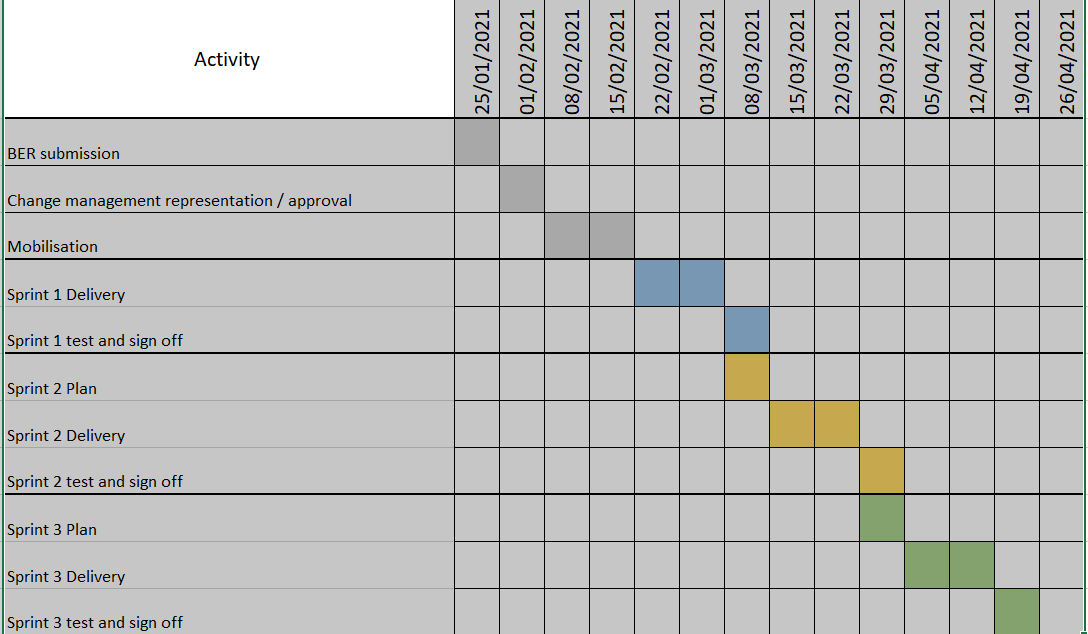 Activity
25/01/2021
01/02/2021
08/02/2021
15/02/2021
22/02/2021
01/03/2021
08/03/2021
15/03/2021
22/03/2021
29/03/2021
05/04/2021
12/04/2021
19/04/2021
26/04/2021
BER submission
Change management representation / approval
Mobilisation
Sprint 1 Delivery
Sprint 1 test and sign off
Sprint 2 Plan
Sprint 2 Delivery
Sprint 2 test and sign off
Sprint 3 Plan
Sprint 3 Delivery
Sprint 3 test and sign off